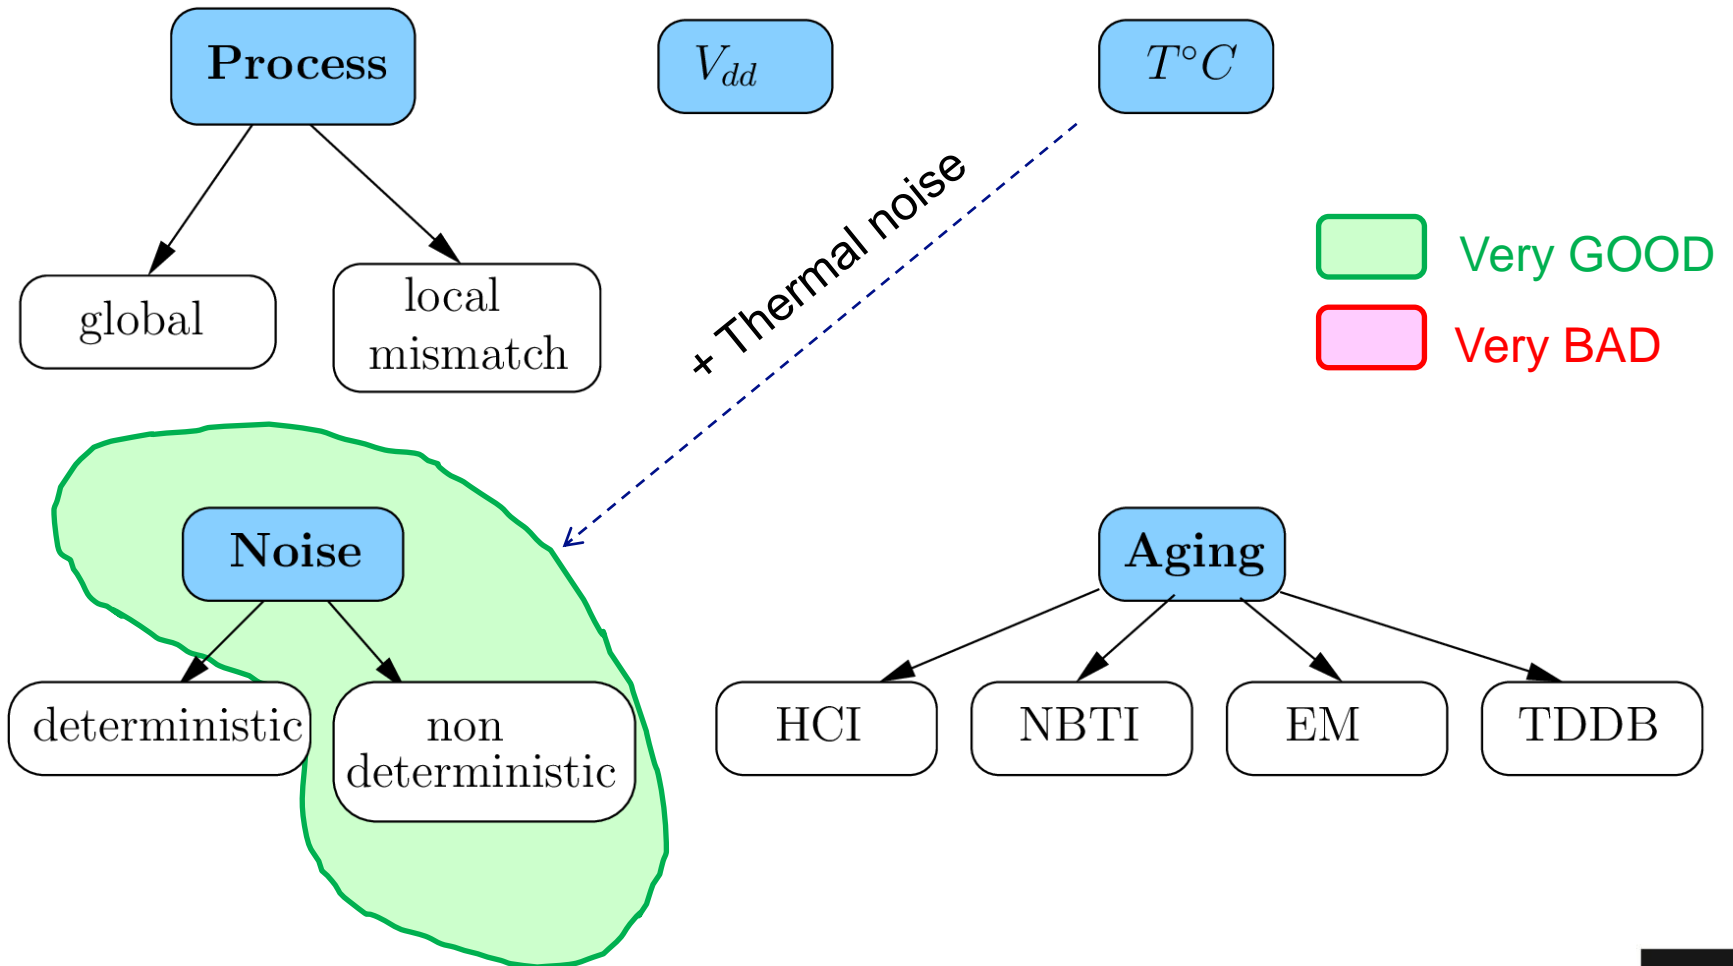 Process
V_dd
T°C
+ Thermal noise
Very GOOD
Very BAD
global
local
mismatch
Noise
Aging
deterministic
non
deterministic
HCI
NBTI
EM
TDDB